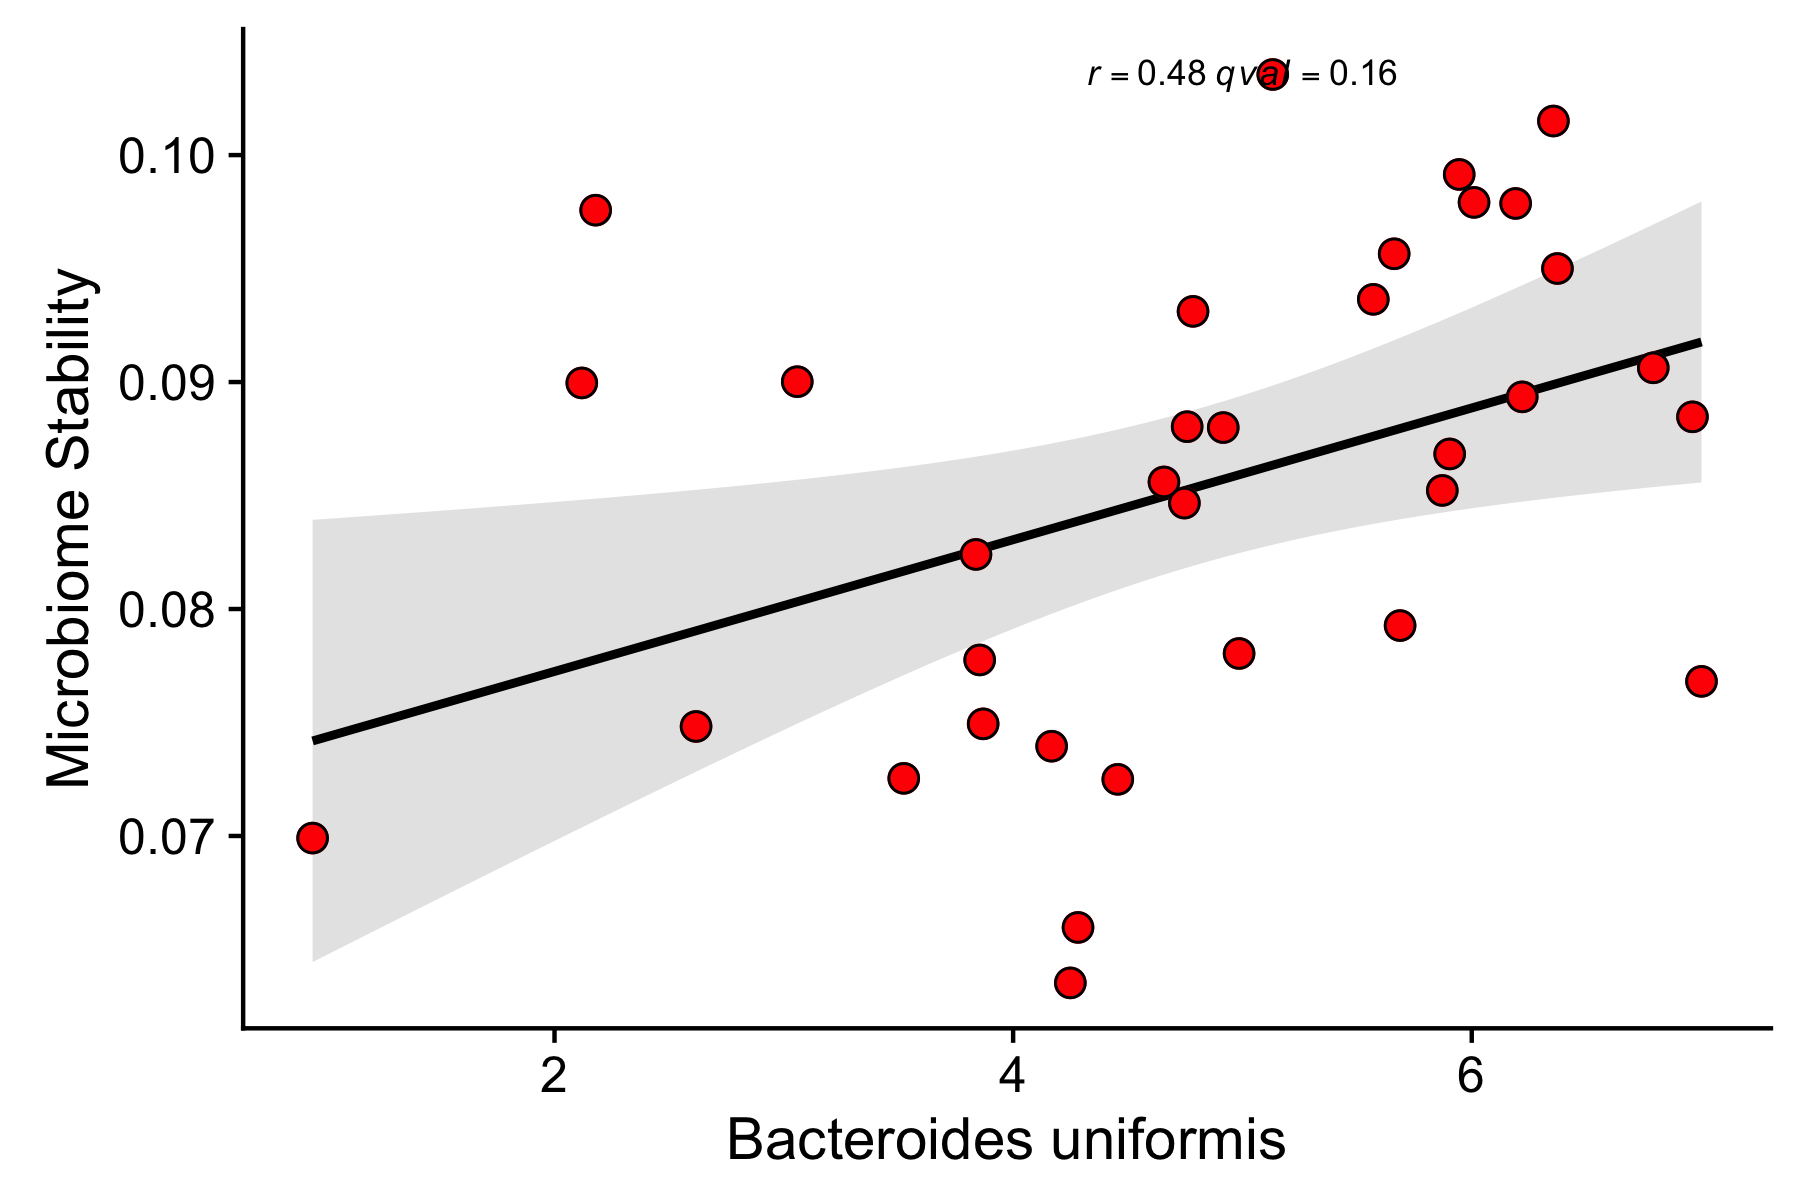 r = 0.48 qval = 0.16
0.10
0.09
0.08
0.07
Microbiome Stability
2 4 6
Bacteroides uniformis